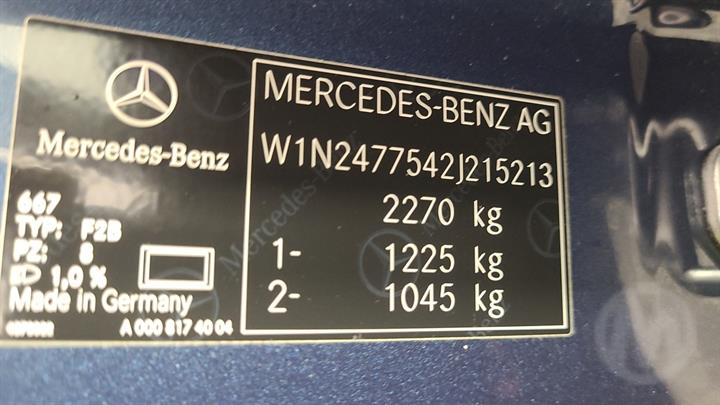 Mercedes-Benz
667
TYP: F2B
PZ: 8
1,0 %
Made in Germany
A 000 817 40 04
MERCEDES-BENZ AG
W1N2477542J215213
2270 kg
1- 1225 kg
2- 1045 kg